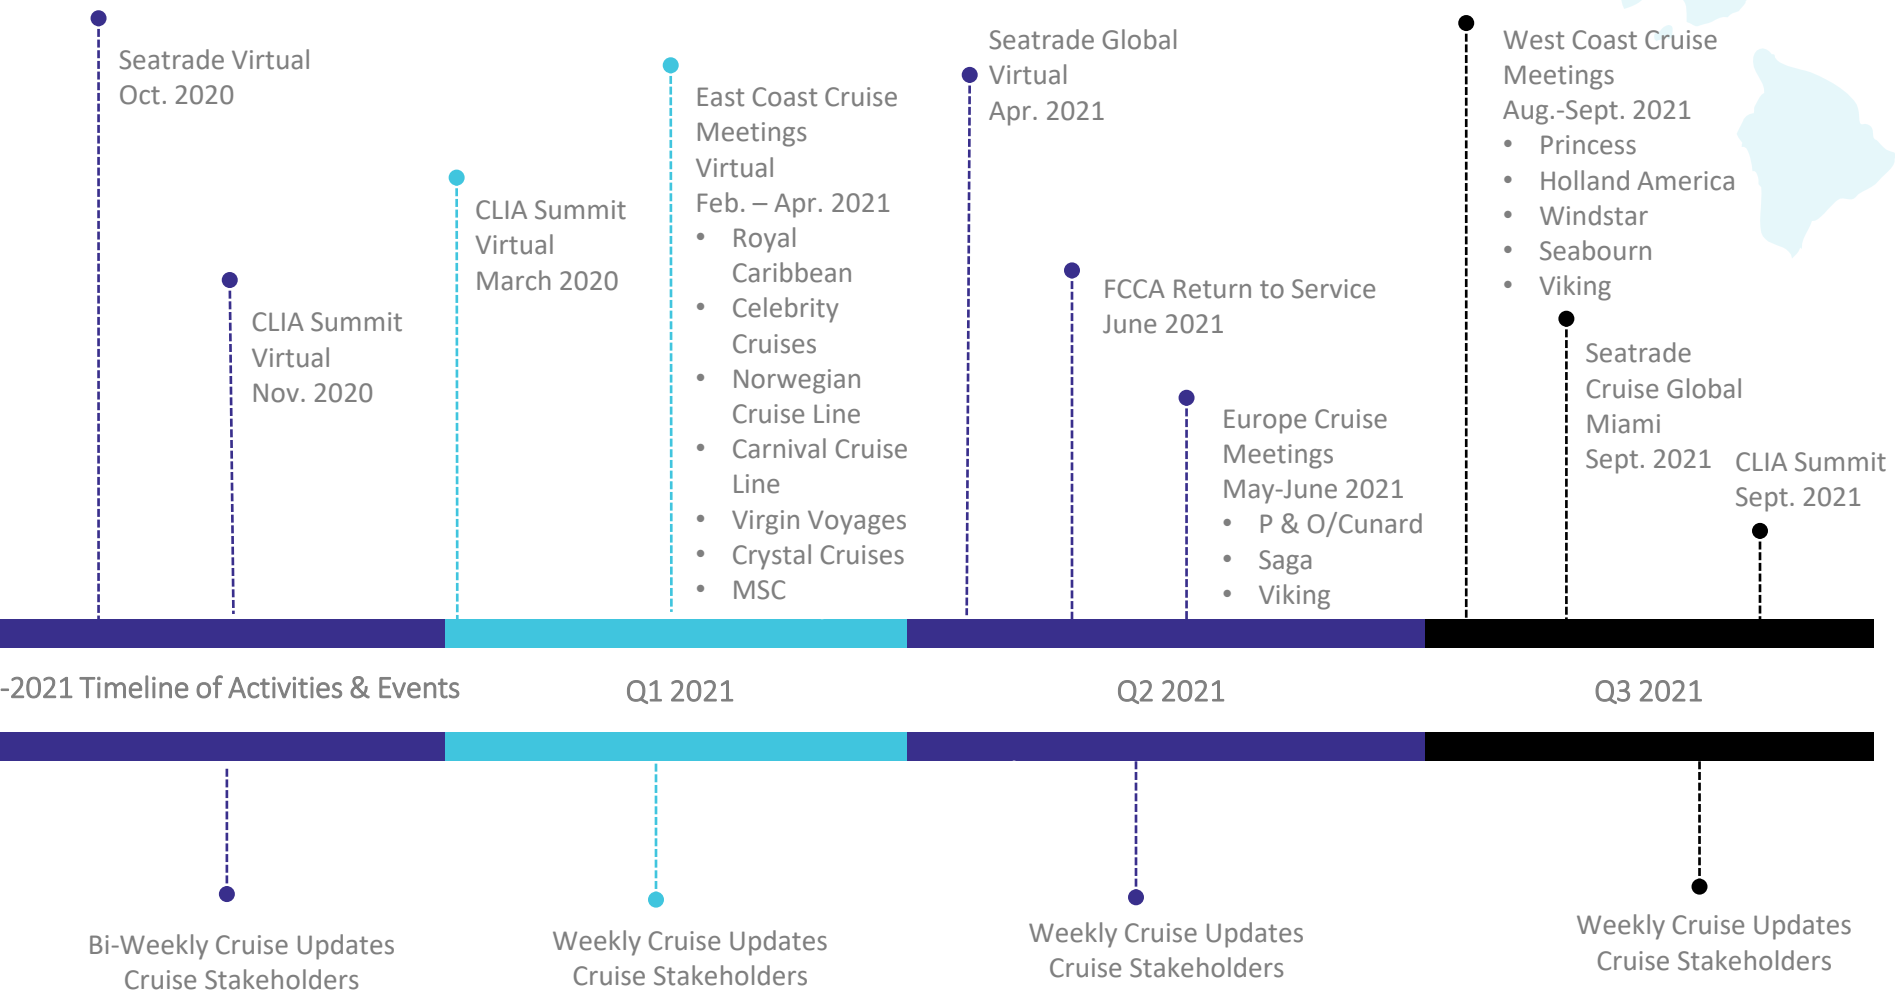 Seatrade Virtual
Oct. 2020
CLIA Summit
Virtual
Nov. 2020
CLIA Summit
Virtual
March 2020
East Coast Cruise
Meetings
Virtual
Feb. – Apr. 2021
• Royal
Caribbean
• Celebrity
Cruises
• Norwegian
Cruise Line
• Carnival Cruise
Line
• Virgin Voyages
• Crystal Cruises
• MSC
Seatrade Global
Virtual
Apr. 2021
FCCA Return to Service
June 2021
Europe Cruise
Meetings
May-June 2021
• P & O/Cunard
• Saga
• Viking
West Coast Cruise
Meetings
Aug.-Sept. 2021
• Princess
• Holland America
• Windstar
• Seabourn
• Viking
Seatrade
Cruise Global
Miami
Sept. 2021
CLIA Summit
Sept. 2021
-2021 Timeline of Activities & Events
Q1 2021
Q2 2021
Q3 2021
Bi-Weekly Cruise Updates
Cruise Stakeholders
Weekly Cruise Updates
Cruise Stakeholders
Weekly Cruise Updates
Cruise Stakeholders
Weekly Cruise Updates
Cruise Stakeholders